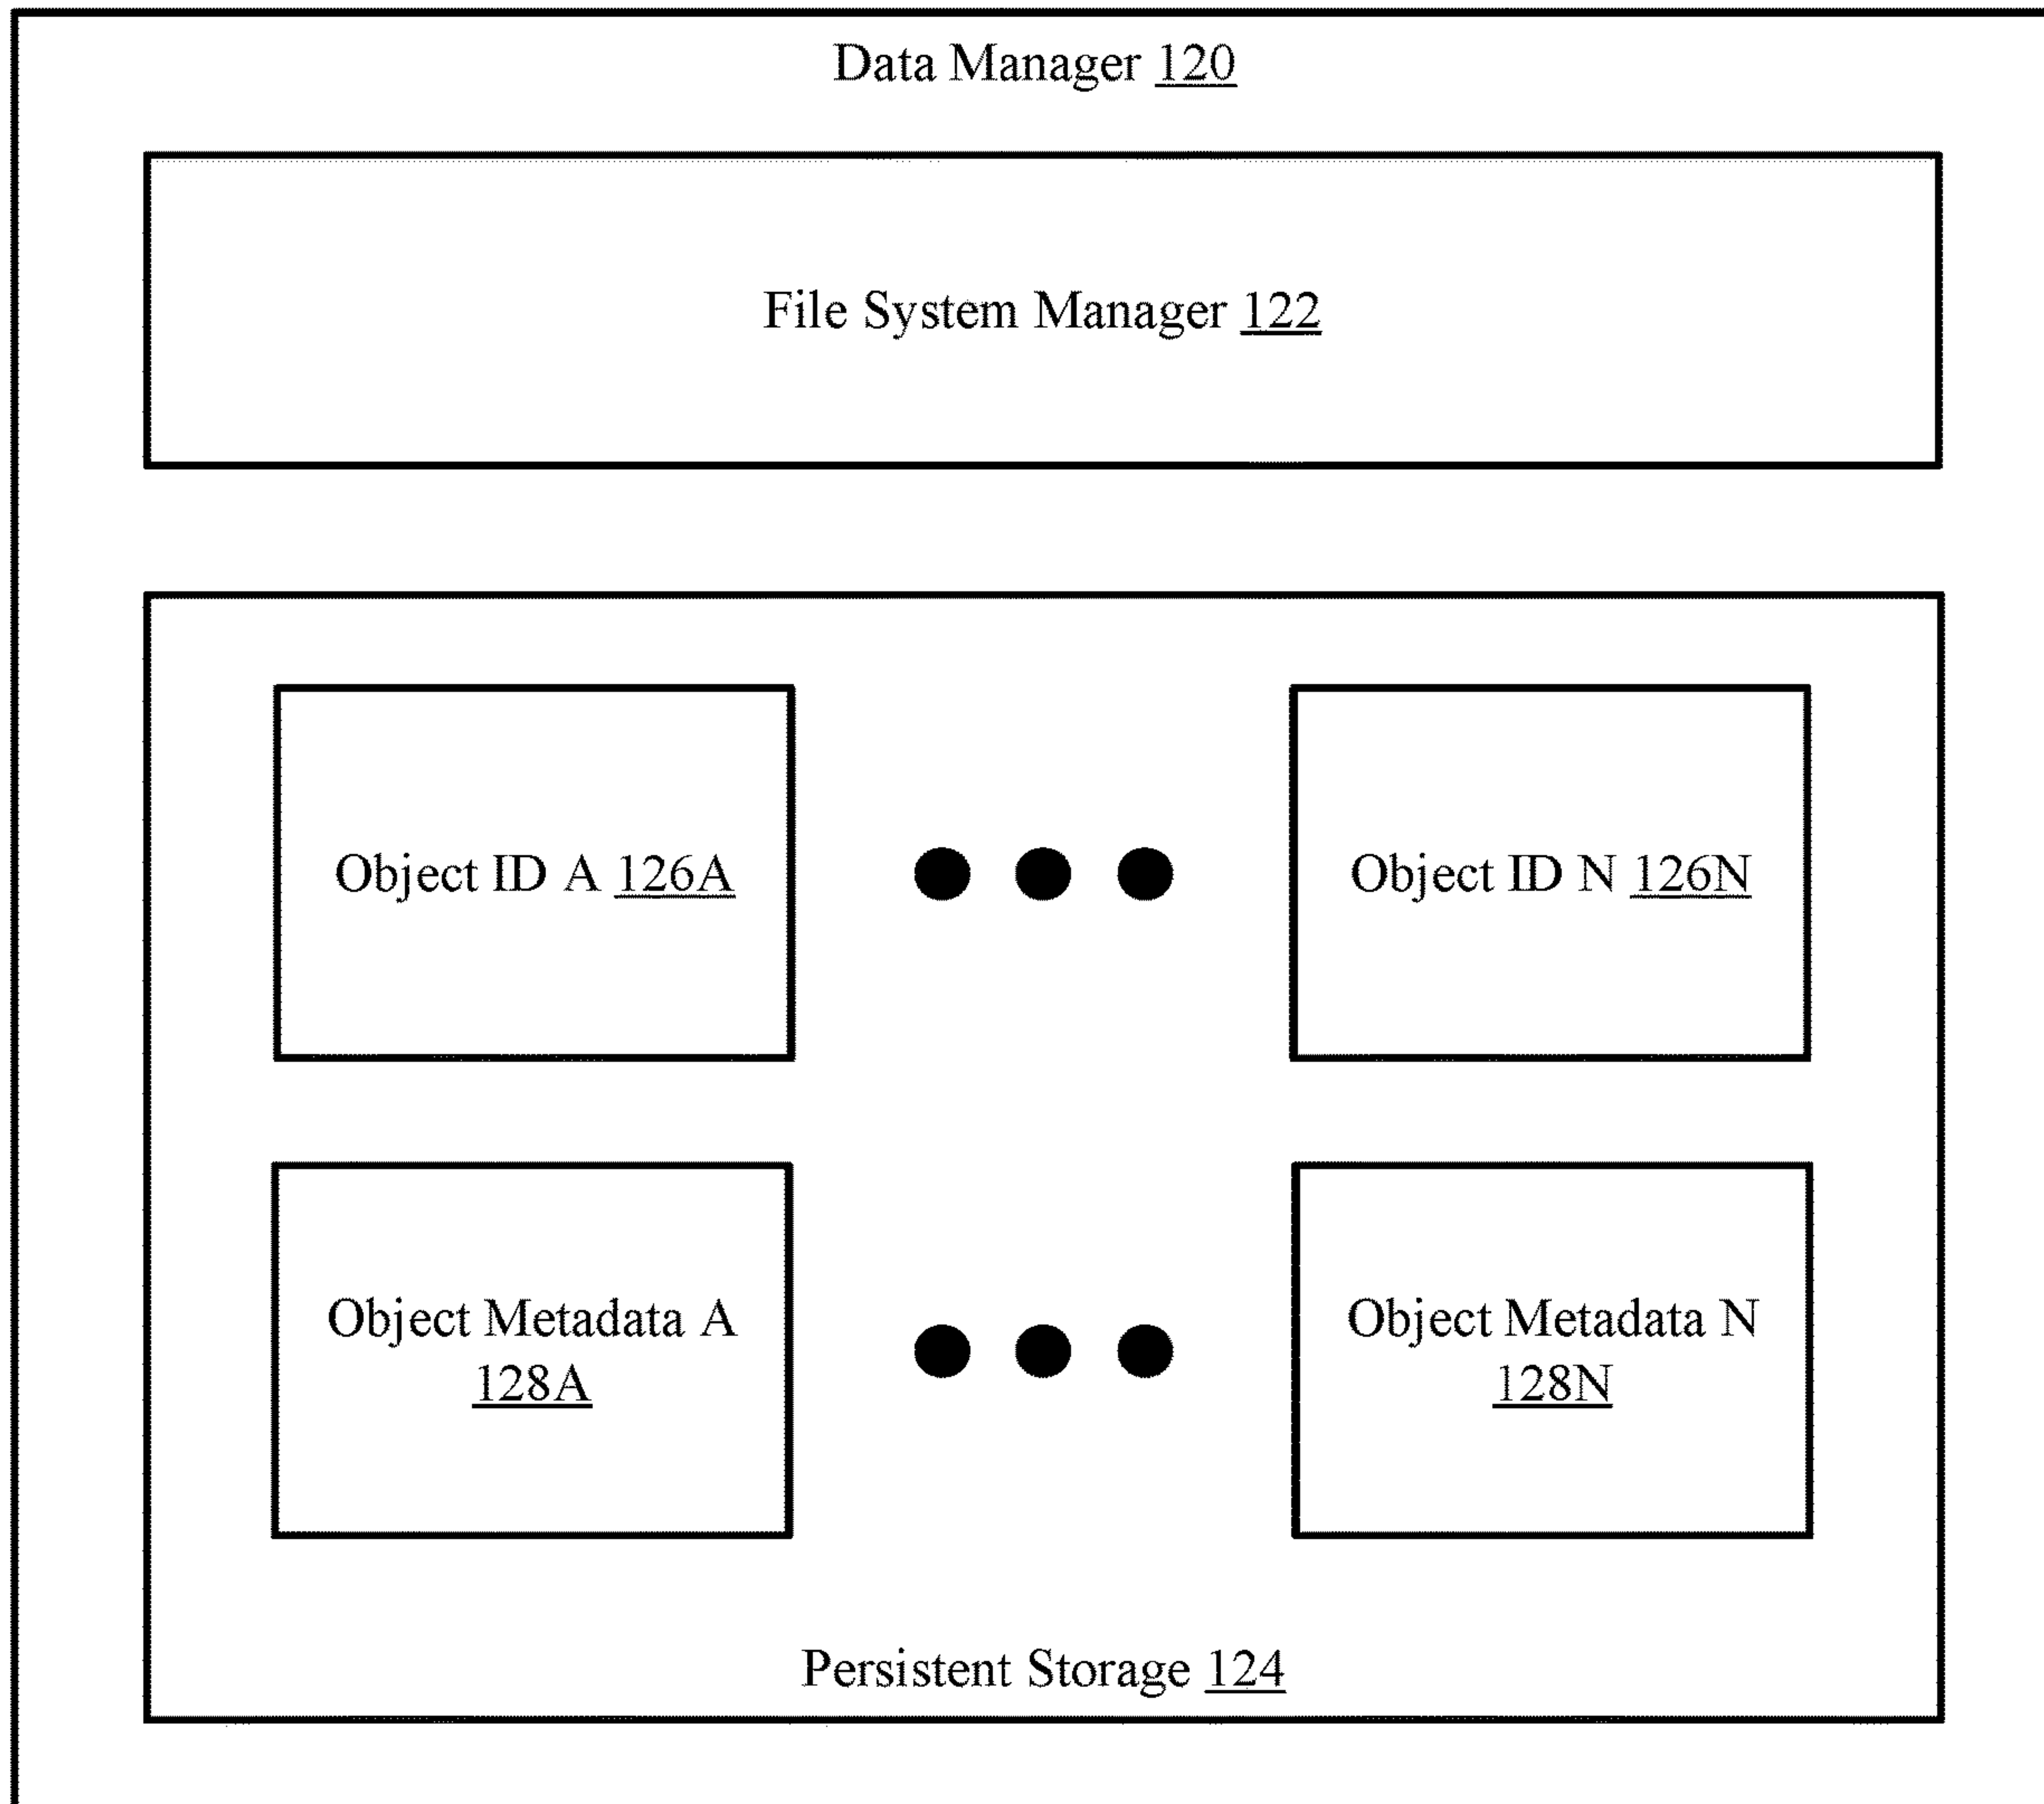 Data Manager 120
File System Manager 122
Object ID A 126A
Object ID N 126N
Object Metadata A
128A
Object Metadata N
128N
Persistent Storage 124